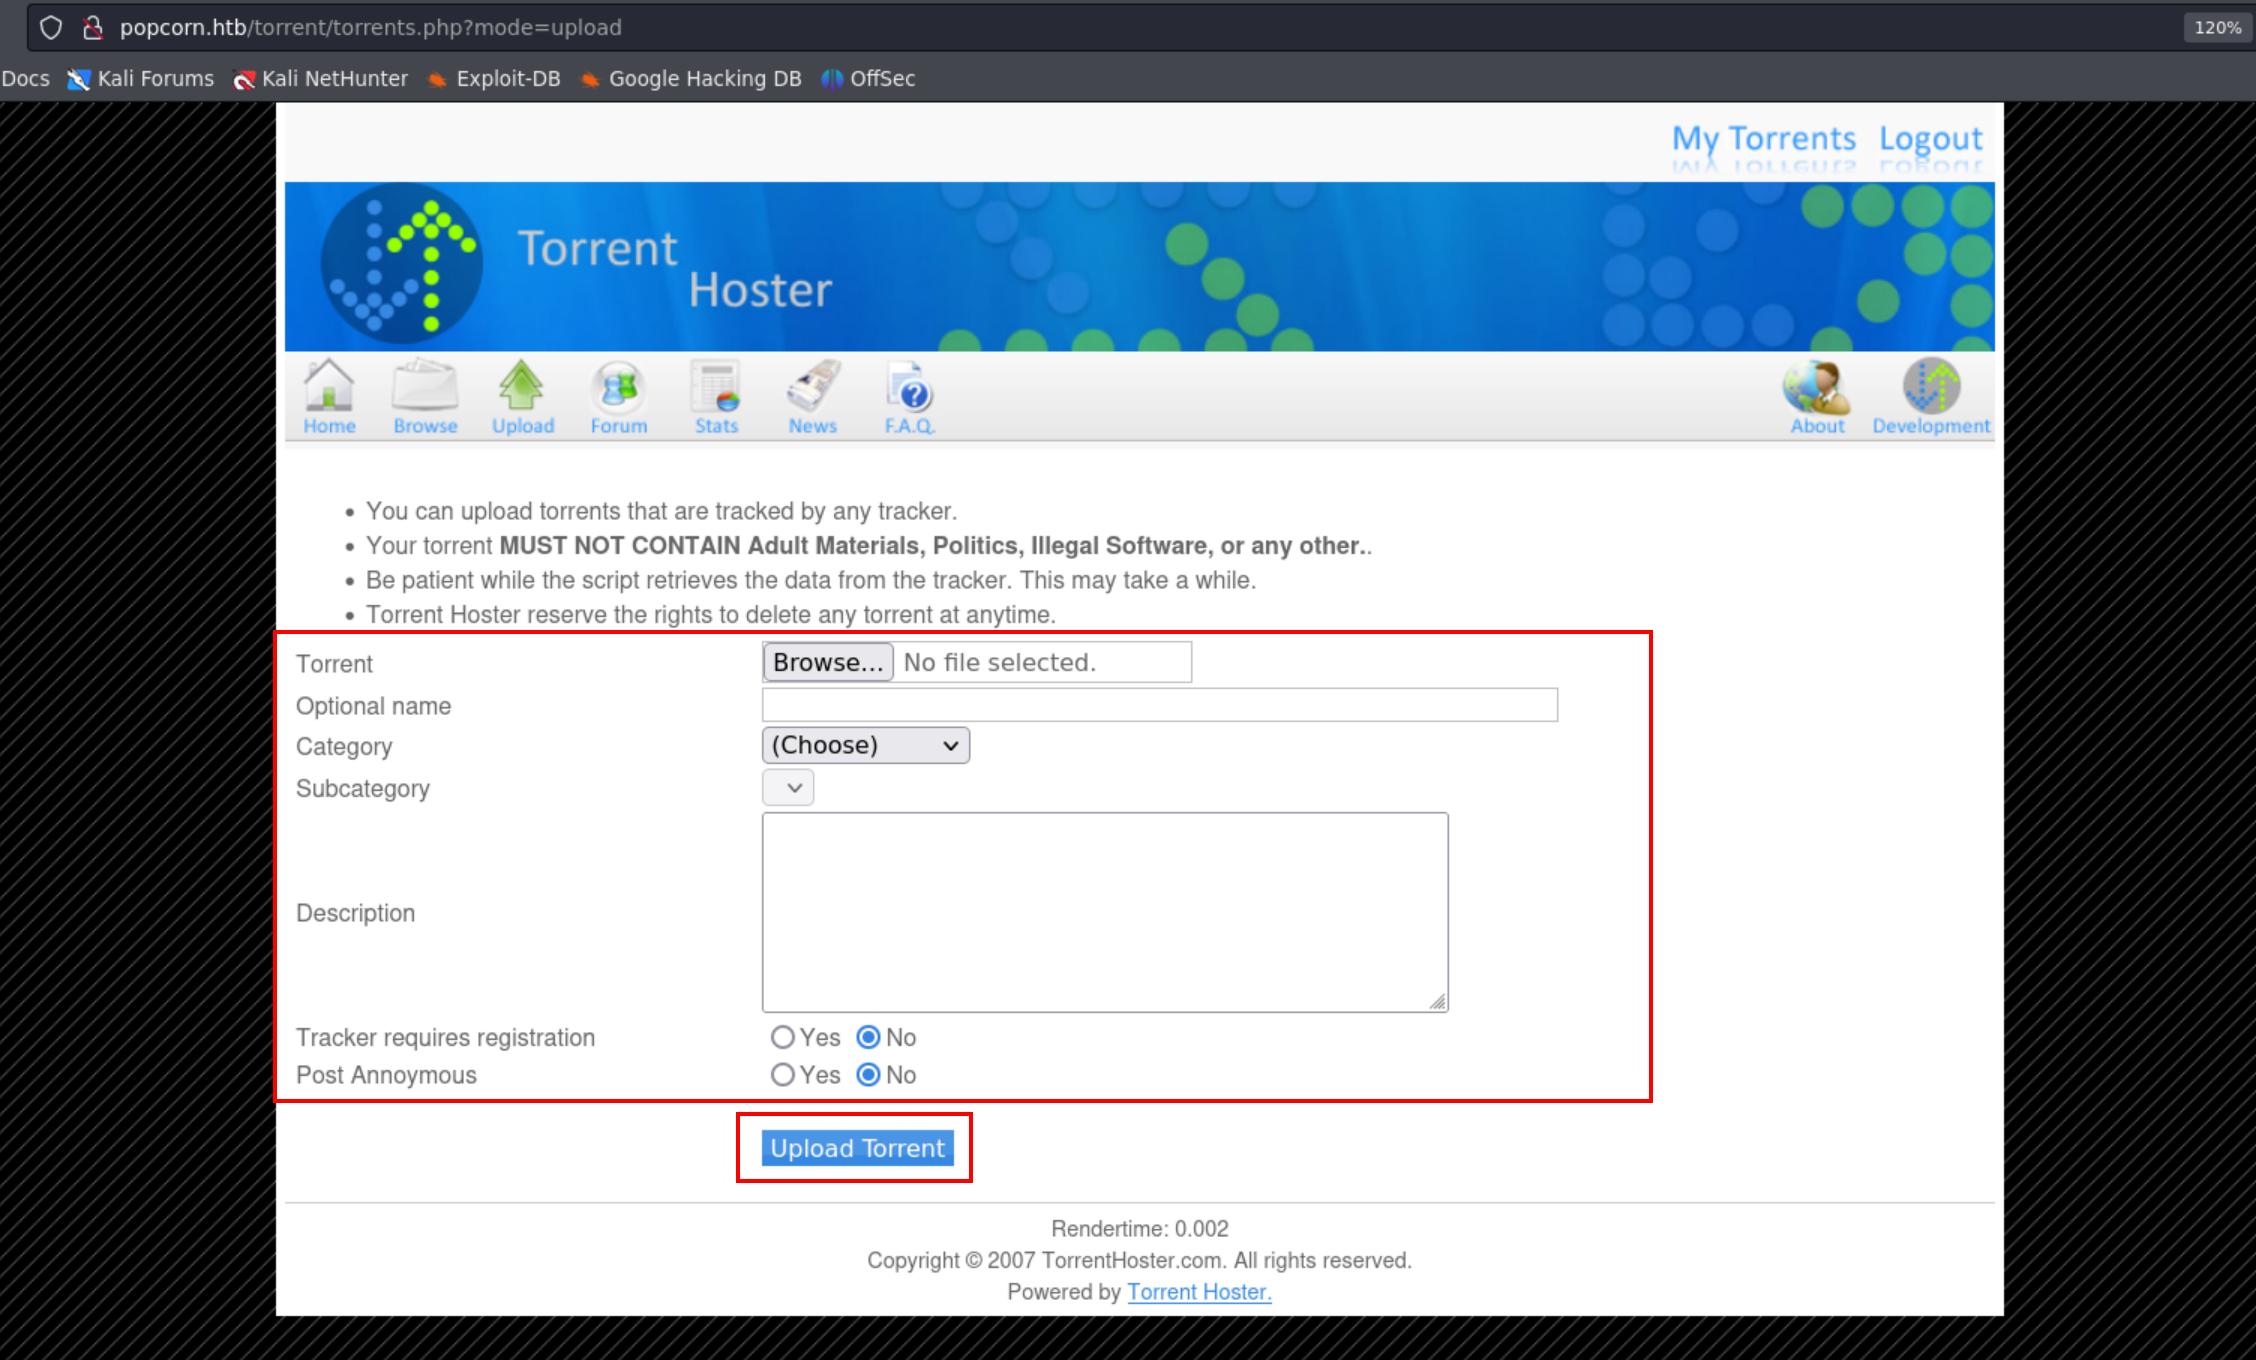 popcorn.htb/torrent/torrents.php?mode=upload 120%
Docs Kali Forums Kali NetHunter Exploit-DB Google Hacking DB OffSec
My Torrents Logout
Torrent
Hoster
Home Browse Upload Forum Stats News F.A.Q. About Development
• You can upload torrents that are tracked by any tracker.
• Your torrent MUST NOT CONTAIN Adult Materials, Politics, Illegal Software, or any other..
• Be patient while the script retrieves the data from the tracker. This may take a while.
• Torrent Hoster reserve the rights to delete any torrent at anytime.
Torrent Browse... No file selected.
Optional name
Category (Choose)
Subcategory
Description
Tracker requires registration Yes No
Post Annoymous Yes No
Upload Torrent
Rendertime: 0.002
Copyright © 2007 TorrentHoster.com. All rights reserved.
Powered by Torrent Hoster.